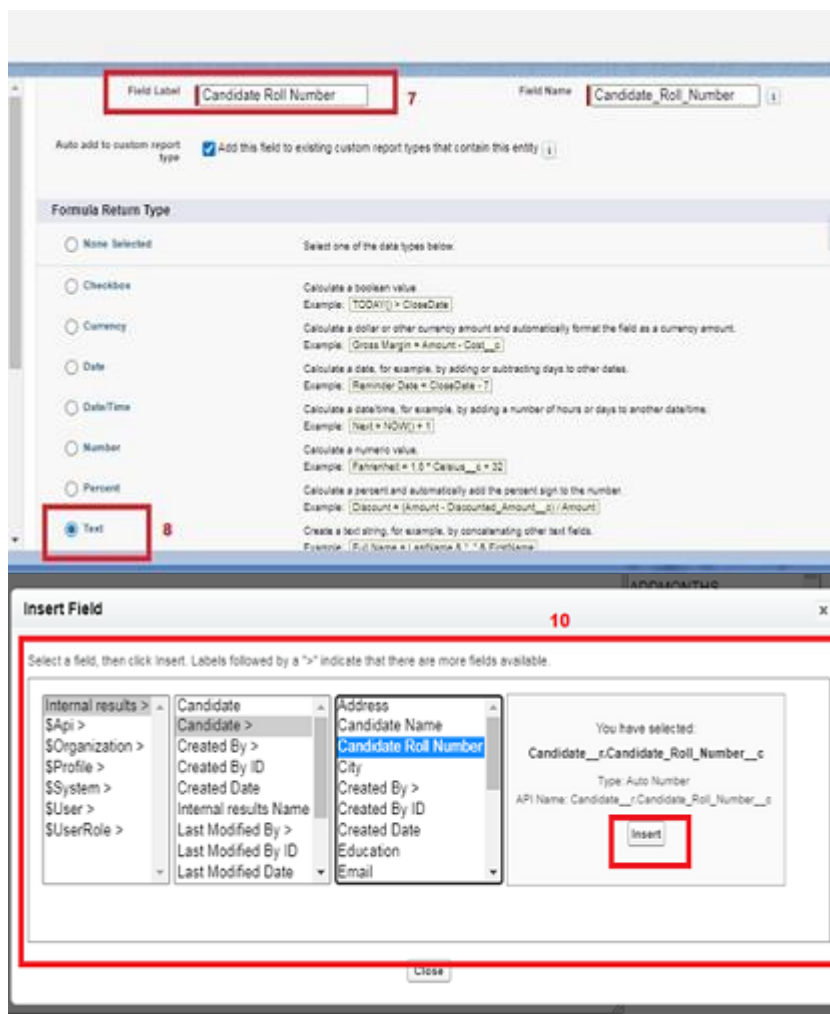 Field Label Candidate Roll Number 7 Field Name Candidate_Roll_Number i
Auto add to custom report type Add this field to existing custom report types that contain this entity i
Formula Return Type
None Selected Select one of the data types below.
Checkbox Calculate a boolean value
Example: TODAY() > CloseDate
Currency Calculate a dollar or other currency amount and automatically format the field as a currency amount.
Example: Gross Margin = Amount - Cost__c
Date Calculate a date, for example, by adding or subtracting days to other dates.
Example: Reminder Date = CloseDate - 7
Date/Time Calculate a date/time, for example, by adding a number of hours or days to another date/time.
Example: Next = NOW() + 1
Number Calculate a numeric value.
Example: Fahrenheit = 1.8 * Celsius__c + 32
Percent Calculate a percent and automatically add the percent sign to the number.
Example: Discount = (Amount - Discounted_Amount__c) / Amount
Text 8 Create a text string, for example, by concatenating other text fields.
Example: Full Name = LastName & ", " & FirstName
ADDMONTHS
Insert Field x
10
Select a field, then click Insert. Labels followed by a ">" indicate that there are more fields available.
Internal results >
$Api >
$Organization >
$Profile >
$System >
$User >
$UserRole >
Candidate
Candidate >
Created By >
Created By ID
Created Date
Internal results Name
Last Modified By >
Last Modified By ID
Last Modified Date
Address
Candidate Name
Candidate Roll Number
City
Created By >
Created By ID
Created Date
Education
Email
You have selected:
Candidate__r.Candidate_Roll_Number__c
Type: Auto Number
API Name: Candidate__r.Candidate_Roll_Number__c
Insert
Close